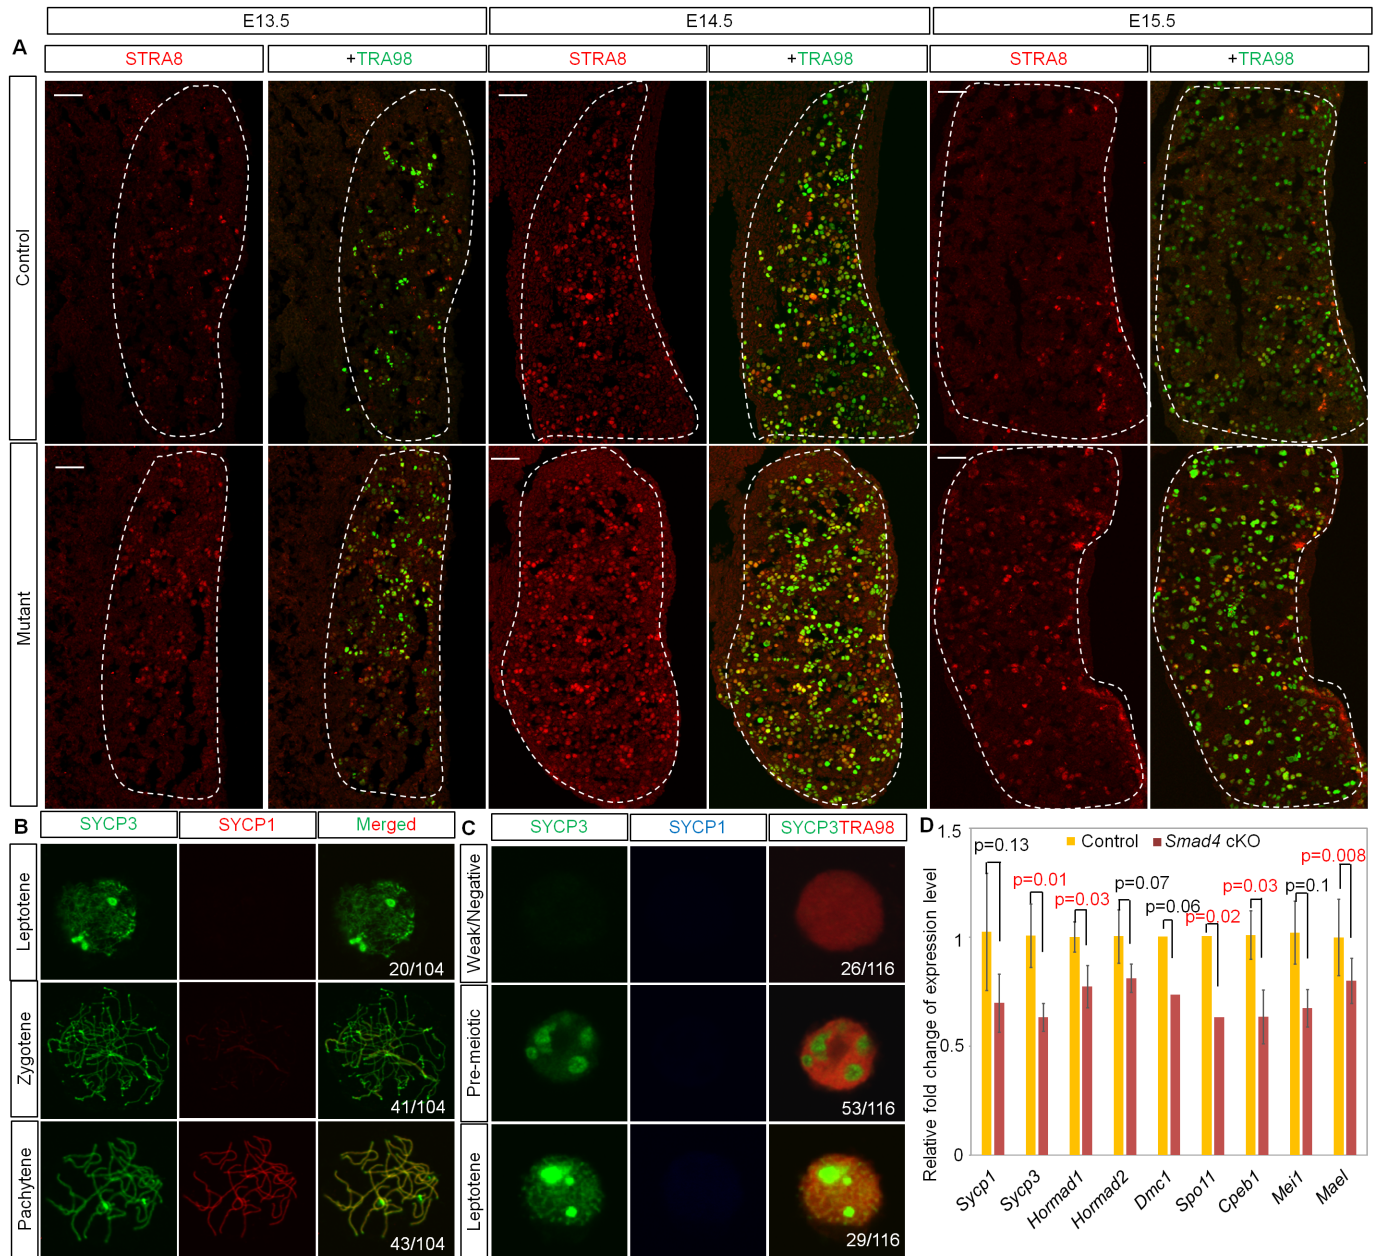 E13.5 E14.5 E15.5
A STRA8 +TRA98 STRA8 +TRA98 STRA8 +TRA98
Control
Mutant
B SYCP3 SYCP1 Merged
Leptotene
20/104
Zygotene
41/104
Pachytene
43/104
C SYCP3 SYCP1 SYCP3TRA98
Weak/Negative
26/116
Pre-meiotic
53/116
Leptotene
29/116
D
Relative fold change of expression level
1.5
1
0.5
0
Control Smad4 cKO
p=0.13
p=0.01
p=0.03
p=0.07
p=0.06
p=0.02
p=0.03
p=0.1
p=0.008
Sycp1 Sycp3 Hormad1 Hormad2 Dmc1 Spo11 Cpeb1 Mei1 Mael